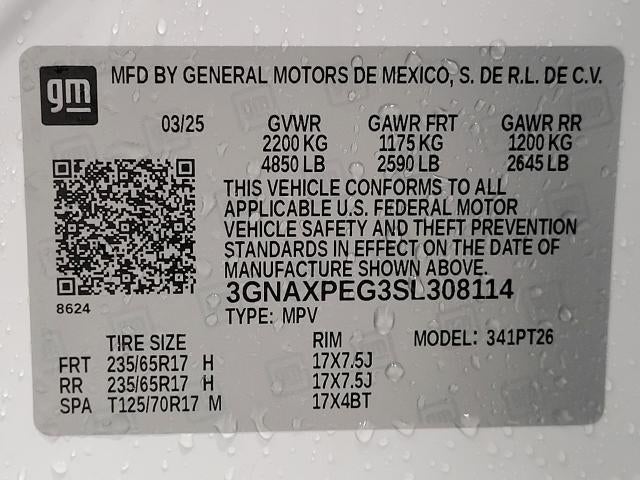 gm
MFD BY GENERAL MOTORS DE MEXICO, S. DE R.L. DE C.V.
03/25 GVWR GAWR FRT GAWR RR
2200 KG 1175 KG 1200 KG
4850 LB 2590 LB 2645 LB
THIS VEHICLE CONFORMS TO ALL
APPLICABLE U.S. FEDERAL MOTOR
VEHICLE SAFETY AND THEFT PREVENTION
STANDARDS IN EFFECT ON THE DATE OF
MANUFACTURE SHOWN ABOVE.
3GNAXPEG3SL308114
8624
TYPE: MPV
TIRE SIZE RIM MODEL: 341PT26
FRT 235/65R17 H 17X7.5J
RR 235/65R17 H 17X7.5J
SPA T125/70R17 M 17X4BT